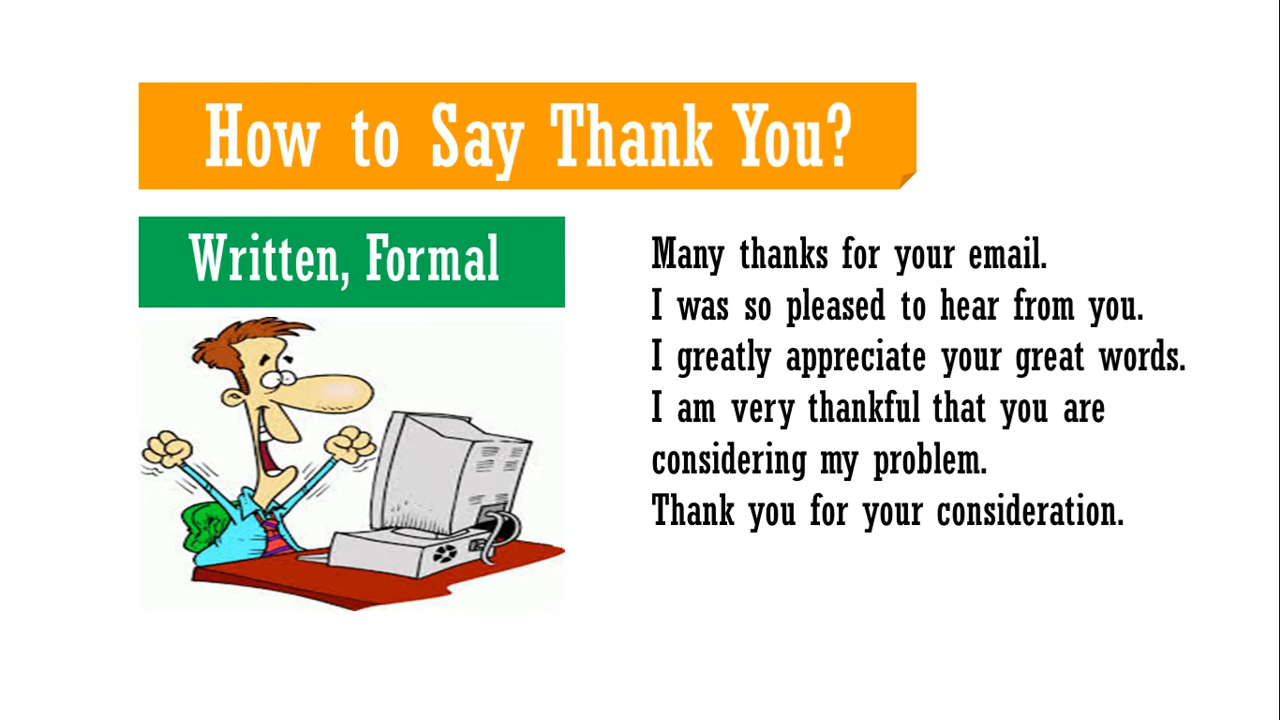 How to Say Thank You?
Written, Formal
Many thanks for your email.
I was so pleased to hear from you.
I greatly appreciate your great words.
I am very thankful that you are
considering my problem.
Thank you for your consideration.